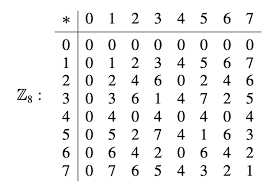 * 0 1 2 3 4 5 6 7
0 0 0 0 0 0 0 0 0
1 0 1 2 3 4 5 6 7
2 0 2 4 6 0 2 4 6
ℤ₈ : 3 0 3 6 1 4 7 2 5
4 0 4 0 4 0 4 0 4
5 0 5 2 7 4 1 6 3
6 0 6 4 2 0 6 4 2
7 0 7 6 5 4 3 2 1